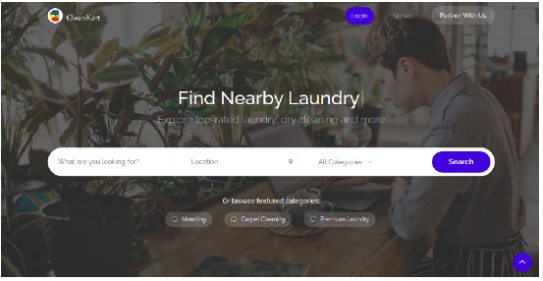 CleanKart
Login
Partner With Us
Find Nearby Laundry
Explore top-rated laundry, dry cleaning and more
What are you looking for?
Location
All Categories
Search
Or browse featured categories:
Mending
Carpet Cleaning
Premium Laundry